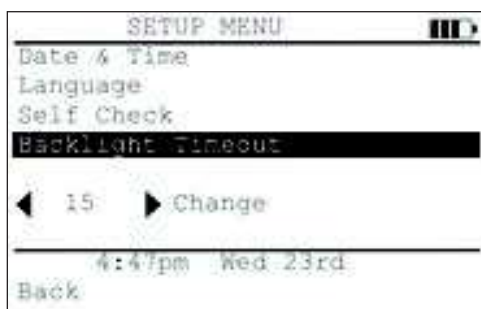 SETUP MENU
Date & Time
Language
Self Check
Backlight Timeout
15 Change
4:47pm Wed 23rd
Back